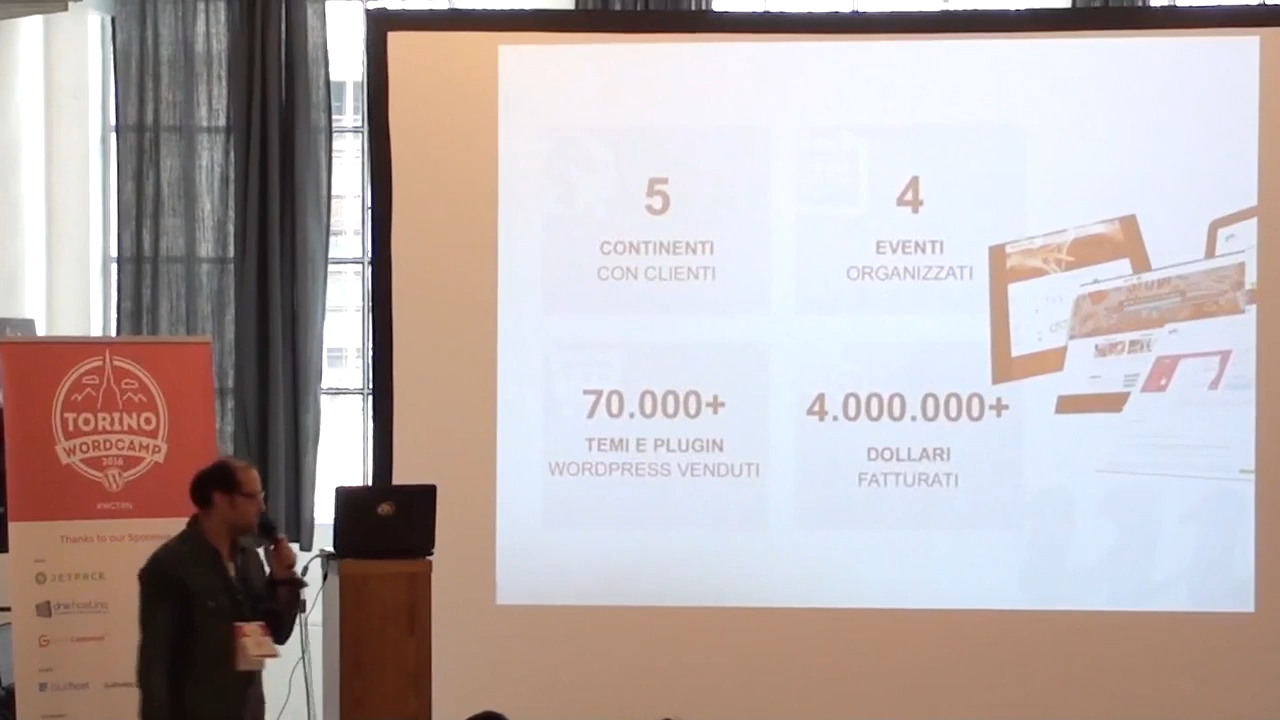 5
CONTINENTI
CON CLIENTI
4
EVENTI
ORGANIZZATI
70.000+
TEMI E PLUGIN
WORDPRESS VENDUTI
4.000.000+
DOLLARI
FATTURATI
TORINO
WORDCAMP
2016
#WCTRN
Thanks to our Sponsors
JETPACK
bluehost